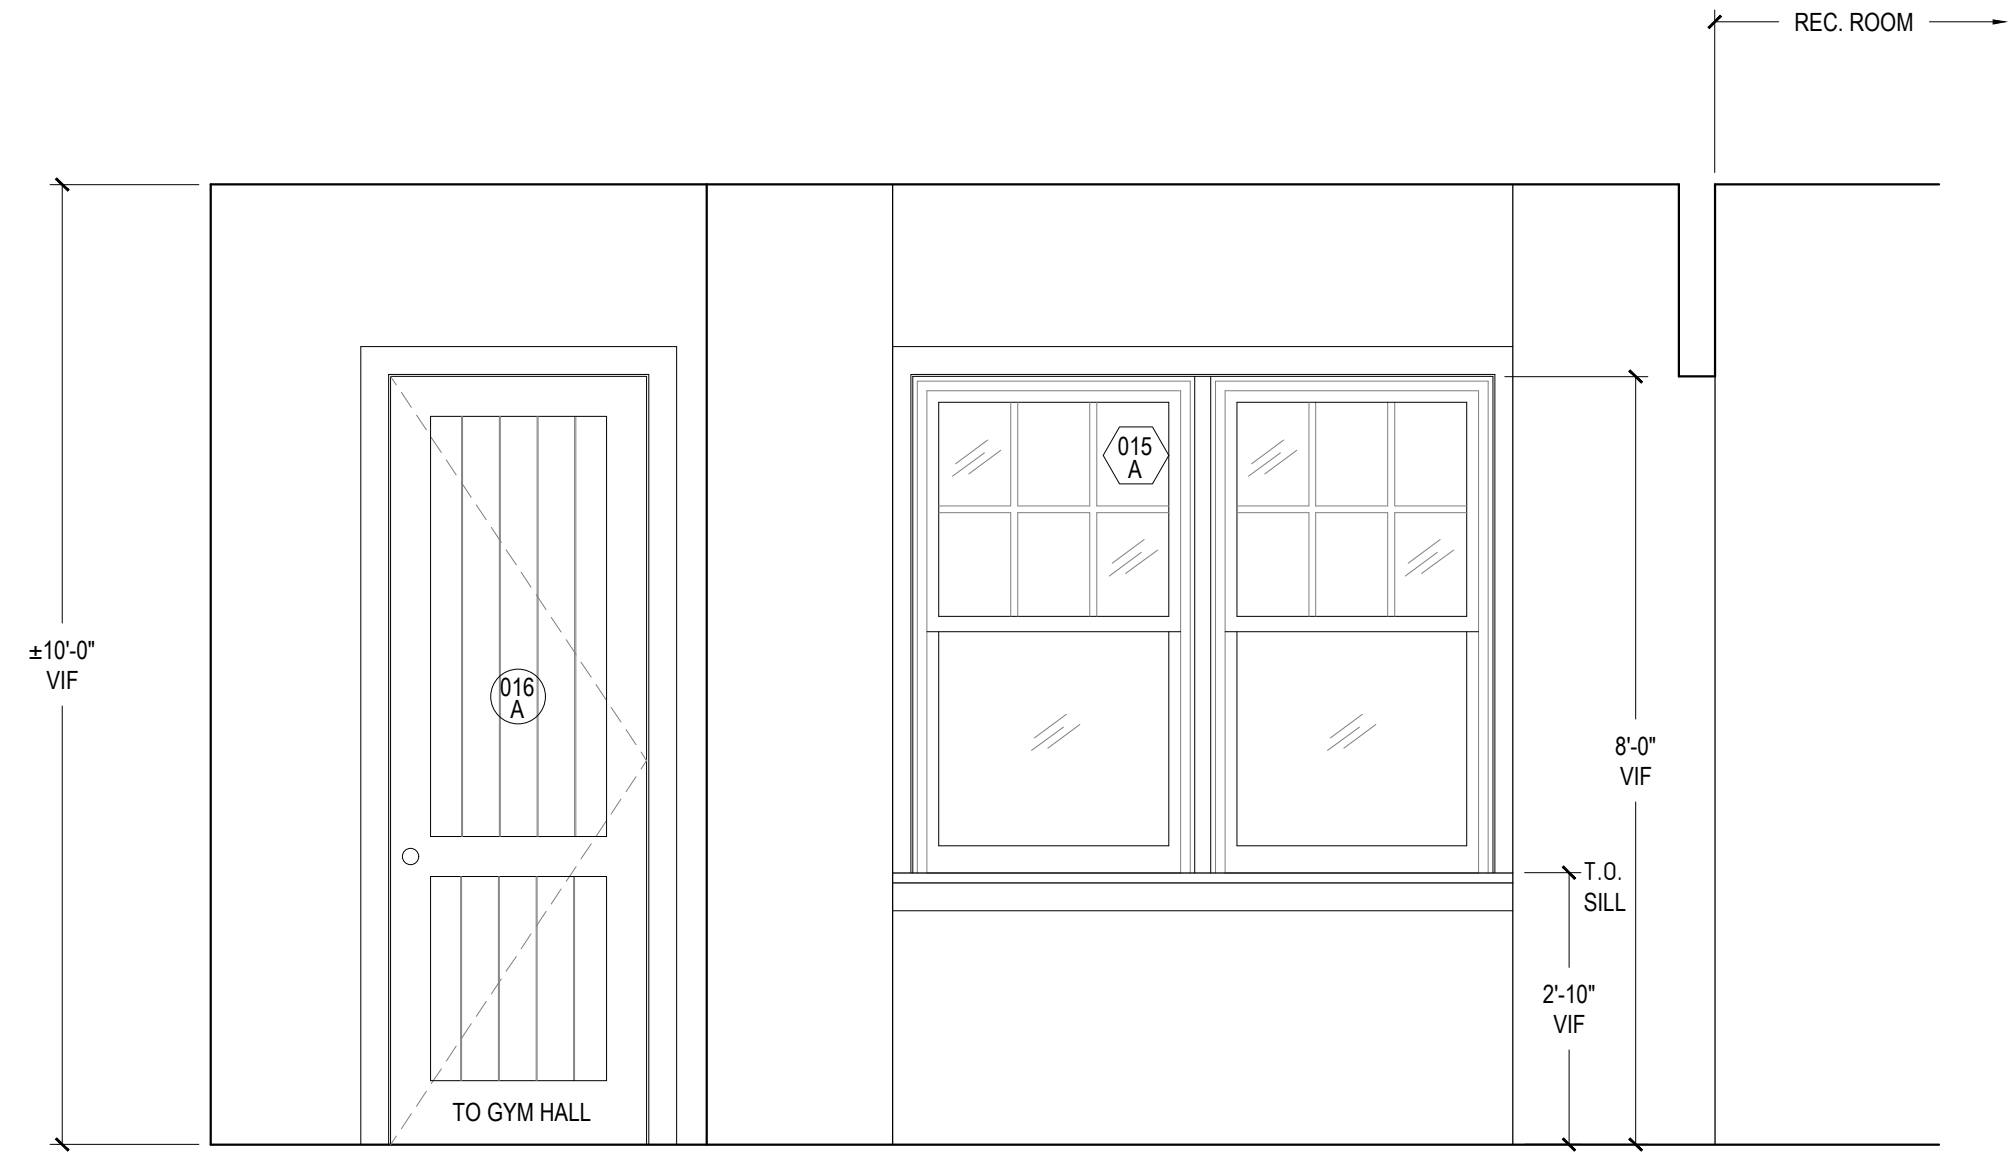 REC. ROOM
015
A
±10'-0"
VIF
016
A
8'-0"
VIF
T.O.
SILL
2'-10"
VIF
TO GYM HALL